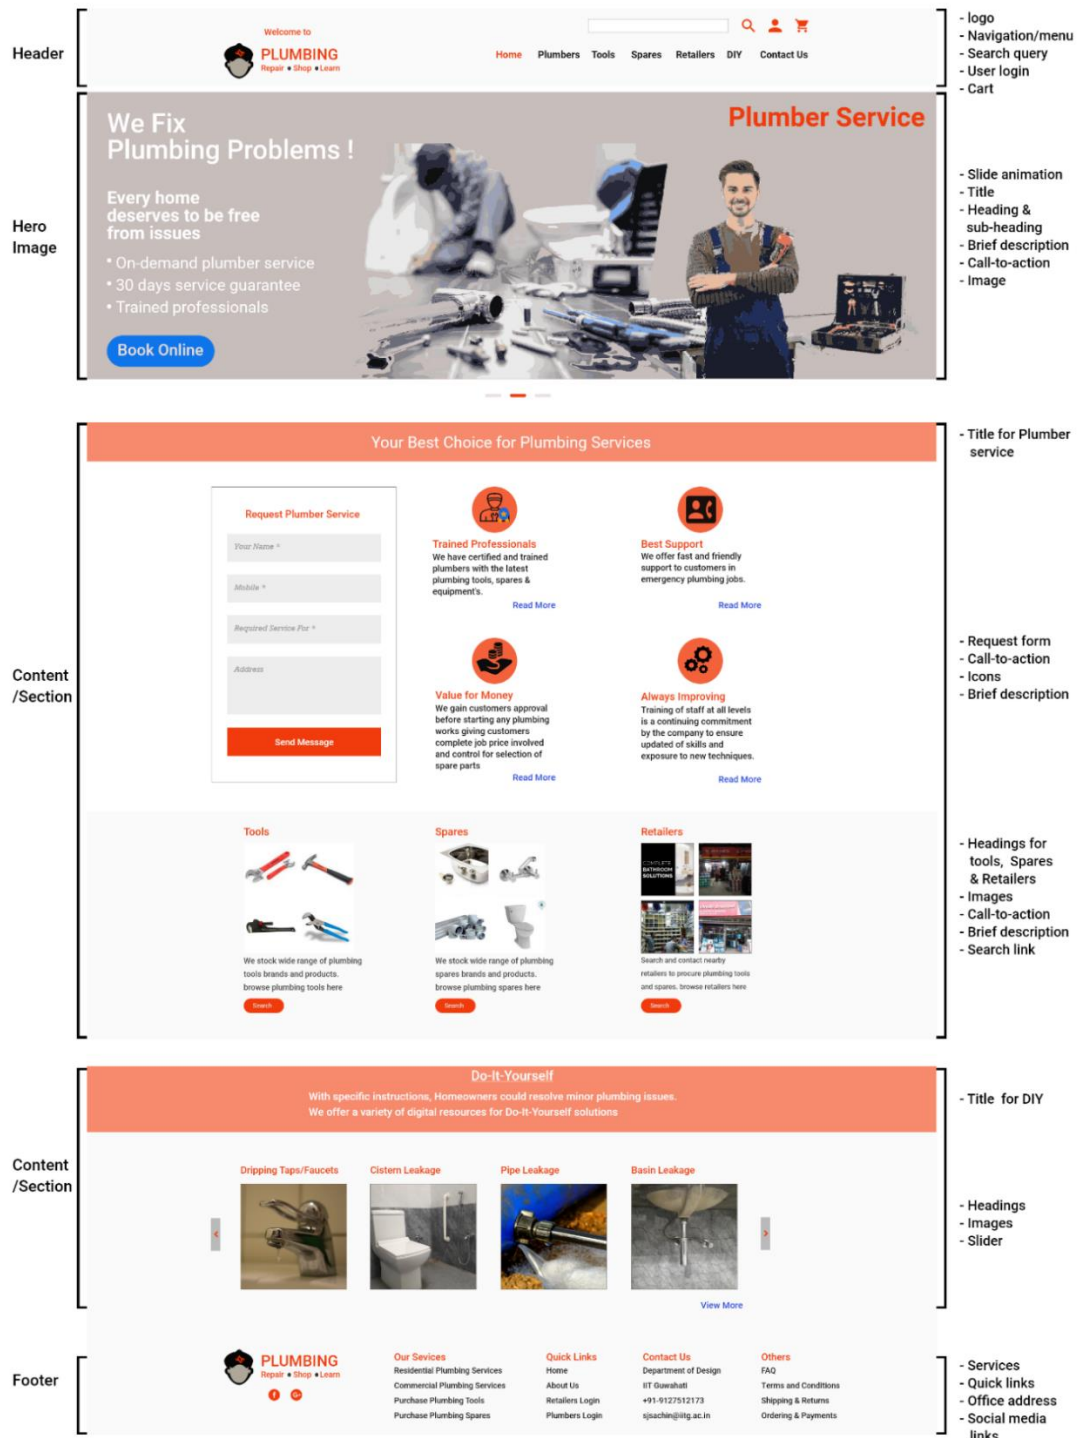 Header
Welcome to
PLUMBING
Repair • Shop • Learn
Home Plumbers Tools Spares Retailers DIY Contact Us
- logo
- Navigation/menu
- Search query
- User login
- Cart
Hero
Image
We Fix
Plumbing Problems !
Every home
deserves to be free
from issues
• On-demand plumber service
• 30 days service guarantee
• Trained professionals
Book Online
Plumber Service
- Slide animation
- Title
- Heading &
sub-heading
- Brief description
- Call-to-action
- Image
Your Best Choice for Plumbing Services
- Title for Plumber
service
Content
/Section
Request Plumber Service
Your Name *
Mobile *
Required Service For *
Address
Send Message
Trained Professionals
We have certified and trained
plumbers with the latest
plumbing tools, spares &
equipment's.
Read More
Best Support
We offer fast and friendly
support to customers in
emergency plumbing jobs.
Read More
Value for Money
We gain customers approval
before starting any plumbing
works giving customers
complete job price involved
and control for selection of
spare parts
Read More
Always Improving
Training of staff at all levels
is a continuing commitment
by the company to ensure
updated of skills and
exposure to new techniques.
Read More
- Request form
- Call-to-action
- Icons
- Brief description
Tools
We stock wide range of plumbing
tools brands and products.
browse plumbing tools here
Search
Spares
We stock wide range of plumbing
spares brands and products.
browse plumbing spares here
Search
Retailers
COMPLETE
BATHROOM
SOLUTIONS
Search and contact nearby
retailers to procure plumbing tools
and spares. browse retailers here
Search
- Headings for
tools, Spares
& Retailers
- Images
- Call-to-action
- Brief description
- Search link
Do-It-Yourself
With specific instructions, Homeowners could resolve minor plumbing issues.
We offer a variety of digital resources for Do-It-Yourself solutions
- Title for DIY
Content
/Section
Dripping Taps/Faucets
Cistern Leakage
Pipe Leakage
Basin Leakage
<
>
View More
- Headings
- Images
- Slider
Footer
PLUMBING
Repair • Shop • Learn
f G+
Our Sevices
Residential Plumbing Services
Commercial Plumbing Services
Purchase Plumbing Tools
Purchase Plumbing Spares
Quick Links
Home
About Us
Retailers Login
Plumbers Login
Contact Us
Department of Design
IIT Guwahati
+91-9127512173
sjsachin@iitg.ac.in
Others
FAQ
Terms and Conditions
Shipping & Returns
Ordering & Payments
- Services
- Quick links
- Office address
- Social media
links